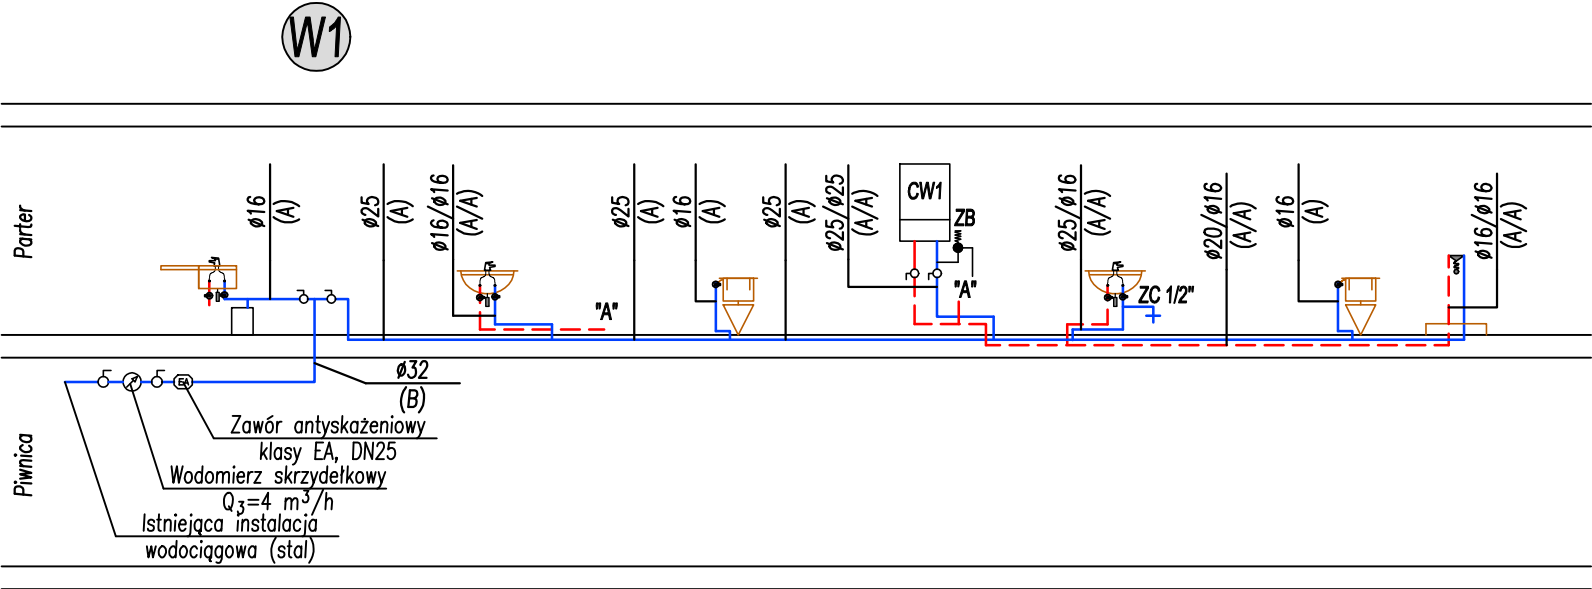 W1
Parter
ø16
(A)
ø25
(A)
ø16/ø16
(A/A)
"A"
ø25
(A)
ø16
(A)
ø25
(A)
ø25/ø25
(A/A)
CW1
ZB
"A"
ø25/ø16
(A/A)
ZC 1/2"
ø20/ø16
(A/A)
ø16
(A)
ø16/ø16
(A/A)
Piwnica
EA
ø32
(B)
Zawór antyskażeniowy
klasy EA, DN25
Wodomierz skrzydełkowy
Q₃=4 m³/h
Istniejąca instalacja
wodociągowa (stal)